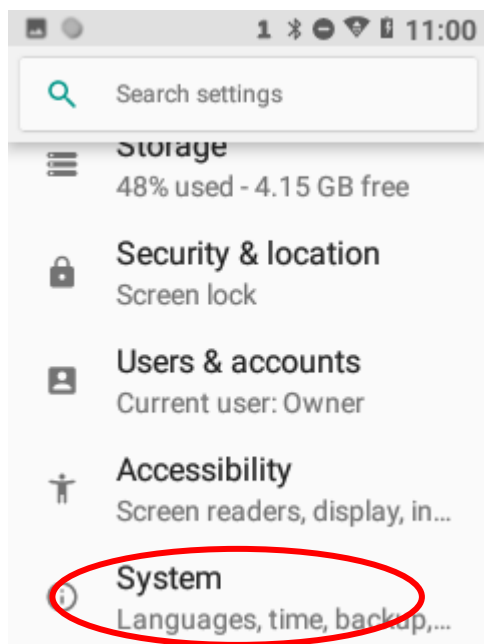 1 11:00
Search settings
Storage
48% used - 4.15 GB free
Security & location
Screen lock
Users & accounts
Current user: Owner
Accessibility
Screen readers, display, in...
System
Languages, time, backup,...